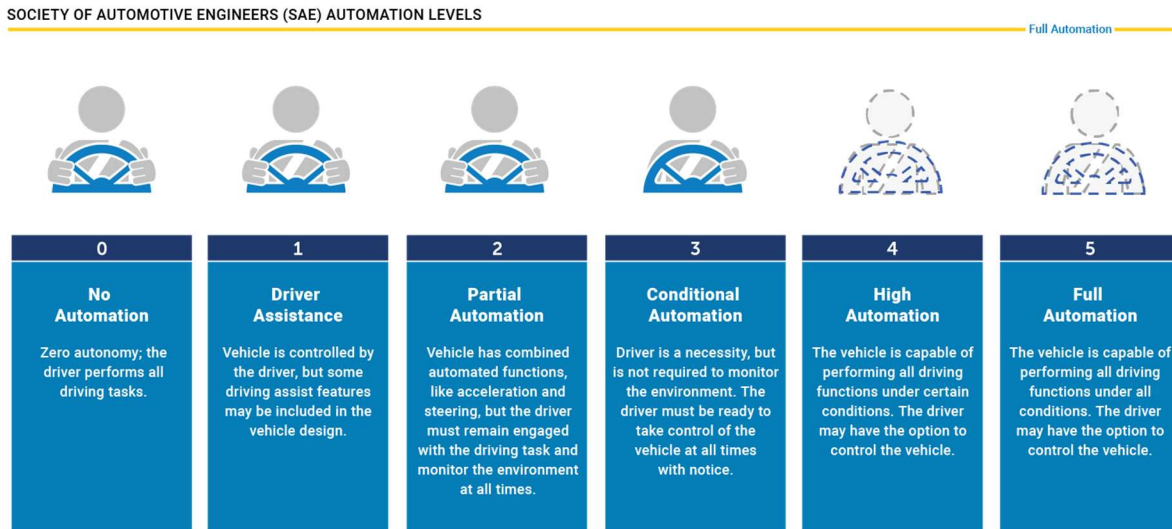 SOCIETY OF AUTOMOTIVE ENGINEERS (SAE) AUTOMATION LEVELS
Full Automation
0
No
Automation
Zero autonomy; the
driver performs all
driving tasks.
1
Driver
Assistance
Vehicle is controlled by
the driver, but some
driving assist features
may be included in the
vehicle design.
2
Partial
Automation
Vehicle has combined
automated functions,
like acceleration and
steering, but the driver
must remain engaged
with the driving task and
monitor the environment
at all times.
3
Conditional
Automation
Driver is a necessity, but
is not required to monitor
the environment. The
driver must be ready to
take control of the
vehicle at all times
with notice.
4
High
Automation
The vehicle is capable of
performing all driving
functions under certain
conditions. The driver
may have the option to
control the vehicle.
5
Full
Automation
The vehicle is capable of
performing all driving
functions under all
conditions. The driver
may have the option to
control the vehicle.